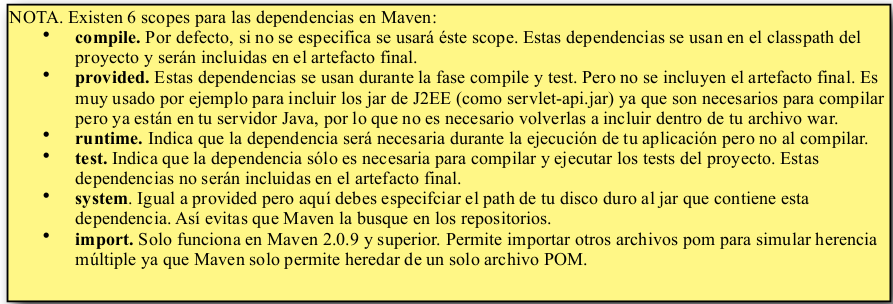 NOTA. Existen 6 scopes para las dependencias en Maven:
• compile. Por defecto, si no se especifica se usará éste scope. Estas dependencias se usan en el classpath del
proyecto y serán incluidas en el artefacto final.
• provided. Estas dependencias se usan durante la fase compile y test. Pero no se incluyen el artefacto final. Es
muy usado por ejemplo para incluir los jar de J2EE (como servlet-api.jar) ya que son necesarios para compilar
pero ya están en tu servidor Java, por lo que no es necesario volverlas a incluir dentro de tu archivo war.
• runtime. Indica que la dependencia será necesaria durante la ejecución de tu aplicación pero no al compilar.
• test. Indica que la dependencia sólo es necesaria para compilar y ejecutar los tests del proyecto. Estas
dependencias no serán incluidas en el artefacto final.
• system. Igual a provided pero aquí debes especifciar el path de tu disco duro al jar que contiene esta
dependencia. Así evitas que Maven la busque en los repositorios.
• import. Solo funciona en Maven 2.0.9 y superior. Permite importar otros archivos pom para simular herencia
múltiple ya que Maven solo permite heredar de un solo archivo POM.